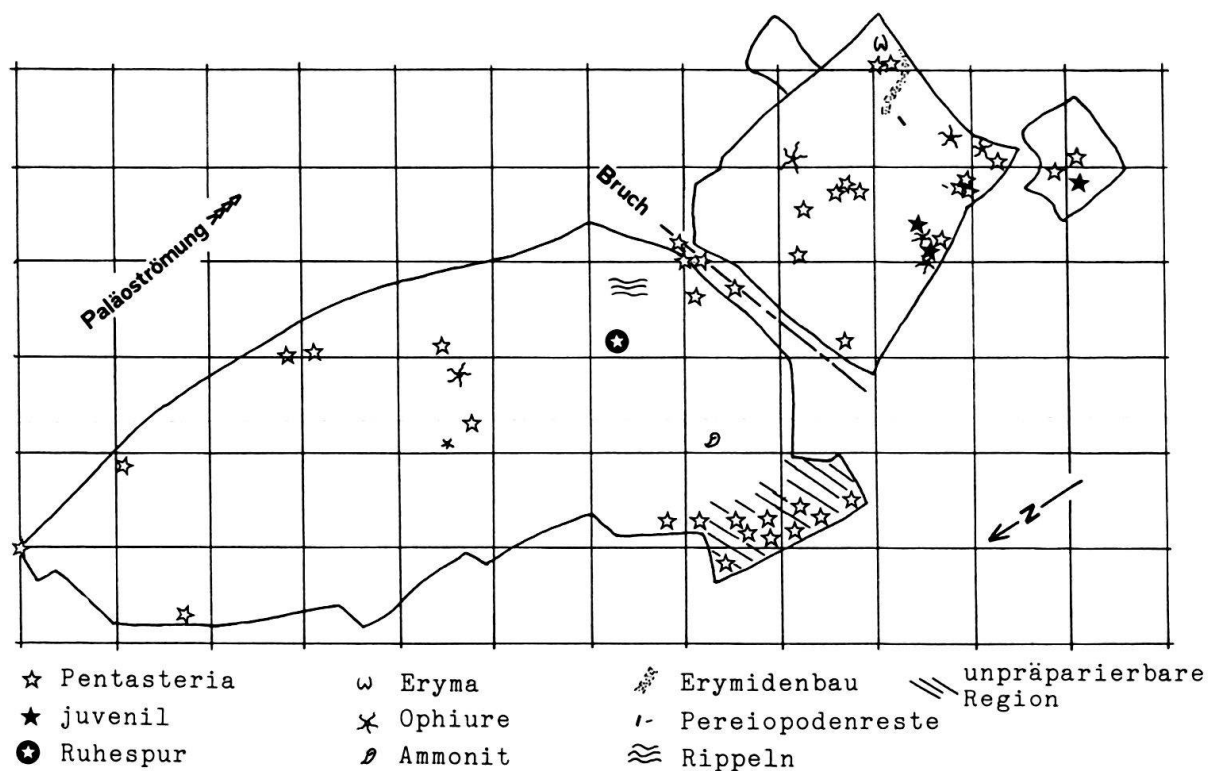 Paläoströmung
Bruch
N
Pentasteria
juvenil
Ruhespur
Eryma
Ophiure
Ammonit
Erymidenbau
Pereiopodenreste
Rippeln
unpräparierbare
Region